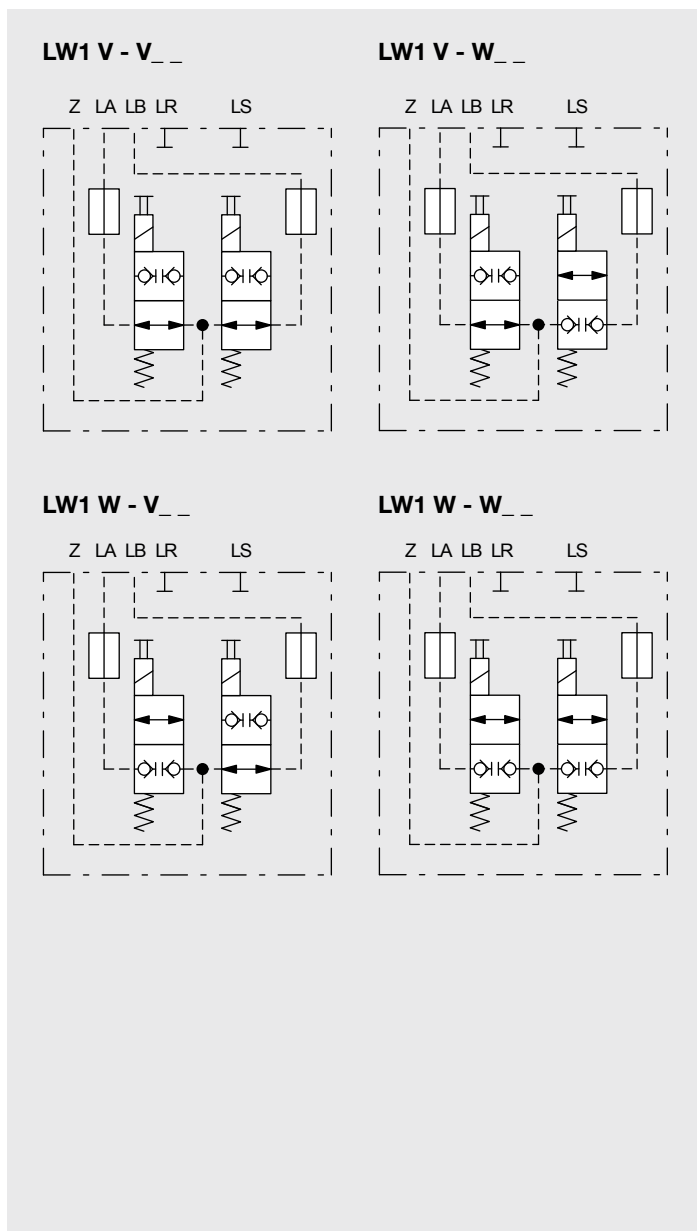 LW1 V - V_ _
Z LA LB LR LS
LW1 V - W_ _
Z LA LB LR LS
LW1 W - V_ _
Z LA LB LR LS
LW1 W - W_ _
Z LA LB LR LS